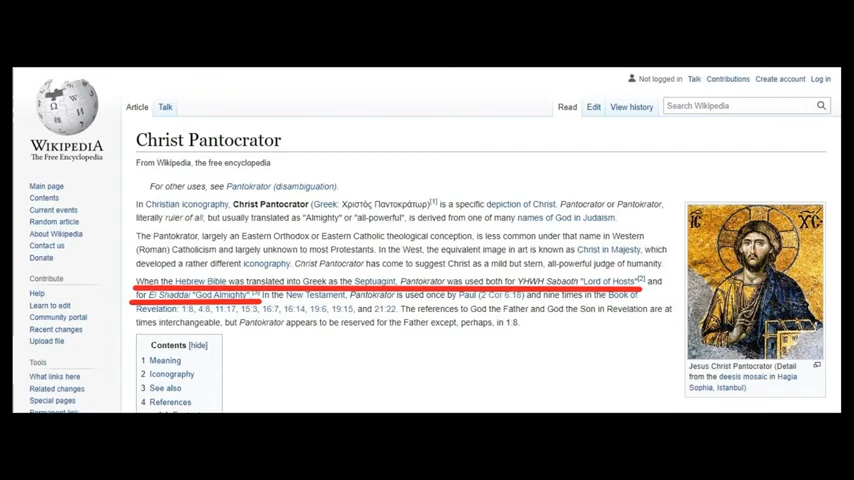 Not logged in Talk Contributions Create account Log in
Article Talk
Read Edit View history
Search Wikipedia
WIKIPEDIA
The Free Encyclopedia
Main page
Contents
Current events
Random article
About Wikipedia
Contact us
Donate
Contribute
Help
Learn to edit
Community portal
Recent changes
Upload file
Tools
What links here
Related changes
Special pages
Permanent link
Christ Pantocrator
From Wikipedia, the free encyclopedia
For other uses, see Pantokrator (disambiguation).
In Christian iconography, Christ Pantocrator (Greek: Χριστὸς Παντοκράτωρ)[1] is a specific depiction of Christ. Pantocrator or Pantokrator,
literally ruler of all, but usually translated as "Almighty" or "all-powerful", is derived from one of many names of God in Judaism.
The Pantokrator, largely an Eastern Orthodox or Eastern Catholic theological conception, is less common under that name in Western
(Roman) Catholicism and largely unknown to most Protestants. In the West, the equivalent image in art is known as Christ in Majesty, which
developed a rather different iconography. Christ Pantocrator has come to suggest Christ as a mild but stern, all-powerful judge of humanity.
When the Hebrew Bible was translated into Greek as the Septuagint, Pantokrator was used both for YHWH Sabaoth "Lord of Hosts"[2] and
for El Shaddai "God Almighty". In the New Testament, Pantokrator is used once by Paul (2 Cor 6:18) and nine times in the Book of
Revelation: 1:8, 4:8, 11:17, 15:3, 16:7, 16:14, 19:6, 19:15, and 21:22. The references to God the Father and God the Son in Revelation are at
times interchangeable, but Pantokrator appears to be reserved for the Father except, perhaps, in 1:8.
Contents [hide]
1 Meaning
2 Iconography
3 See also
4 References
IC XC
Jesus Christ Pantocrator (Detail
from the deesis mosaic in Hagia
Sophia, Istanbul)